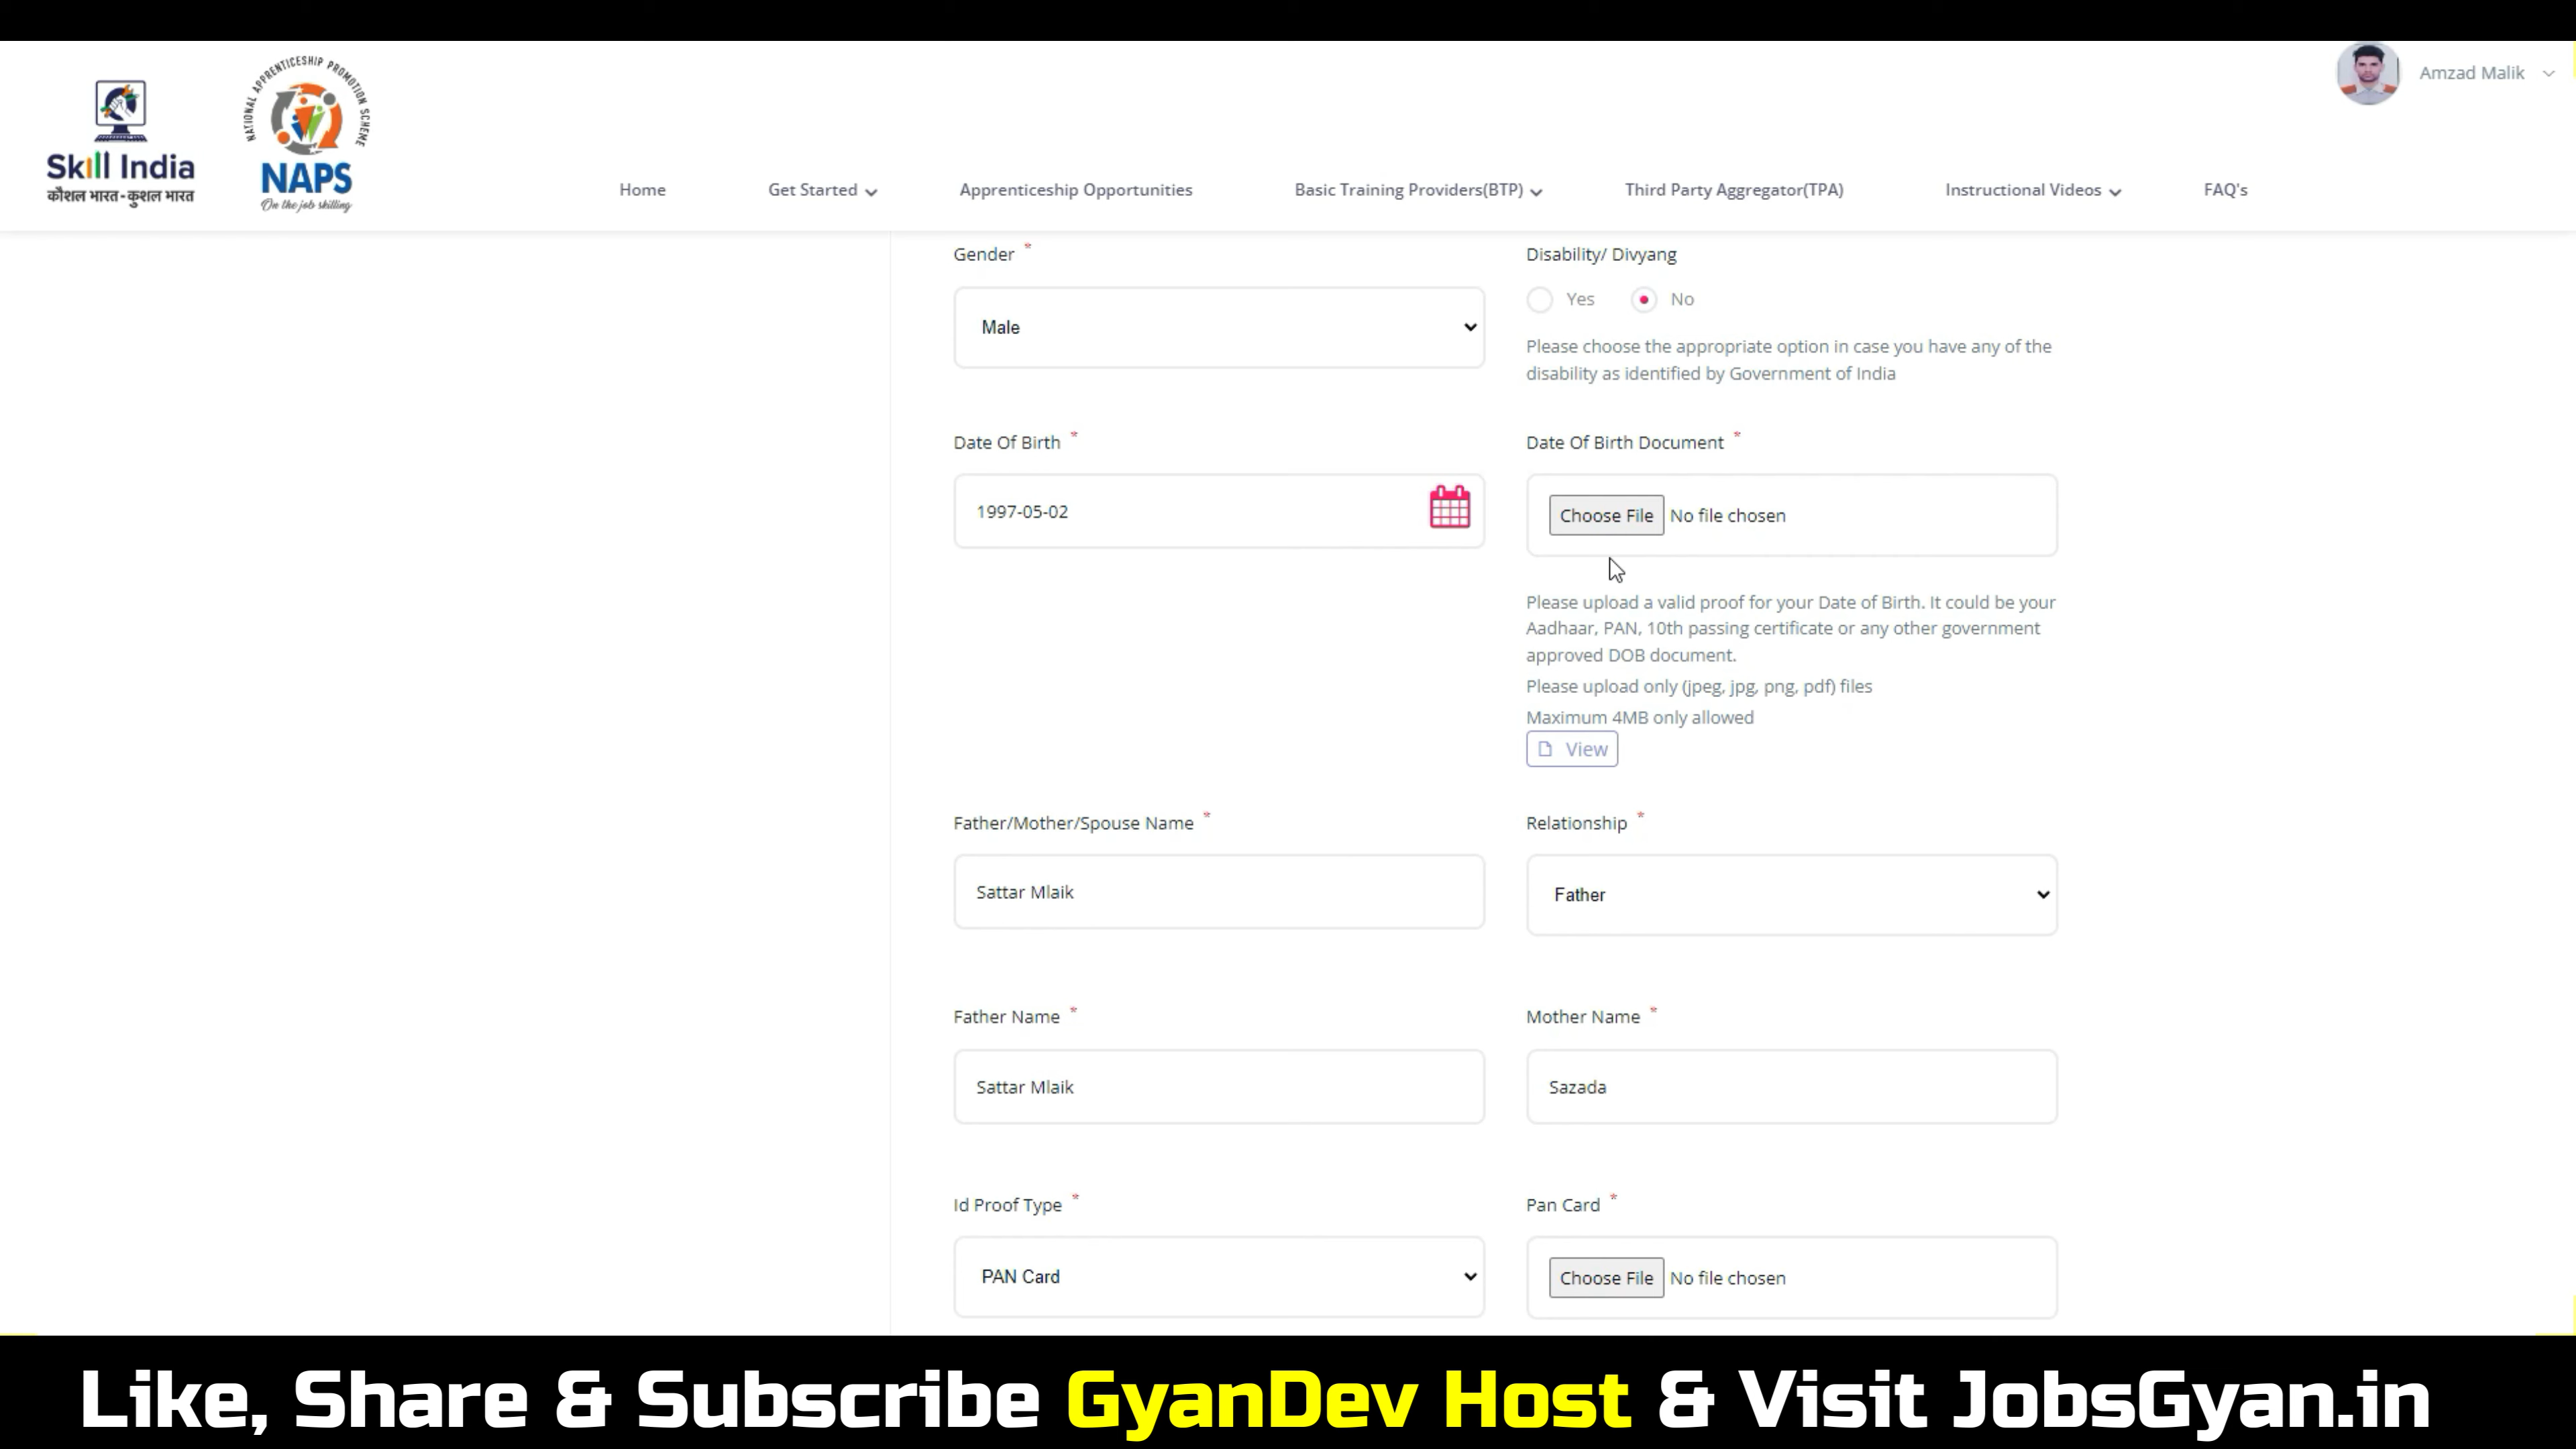 Amzad Malik
NATIONAL APPRENTICESHIP PROMOTION SCHEME
Skill India
कौशल भारत-कुशल भारत
NAPS
On the job skilling
Home Get Started Apprenticeship Opportunities Basic Training Providers(BTP) Third Party Aggregator(TPA) Instructional Videos FAQ's
Gender * Disability/ Divyang
Male Yes No
Please choose the appropriate option in case you have any of the
disability as identified by Government of India
Date Of Birth * Date Of Birth Document *
1997-05-02 Choose File No file chosen
Please upload a valid proof for your Date of Birth. It could be your
Aadhaar, PAN, 10th passing certificate or any other government
approved DOB document.
Please upload only (jpeg, jpg, png, pdf) files
Maximum 4MB only allowed
View
Father/Mother/Spouse Name * Relationship *
Sattar Mlaik Father
Father Name * Mother Name *
Sattar Mlaik Sazada
Id Proof Type * Pan Card *
PAN Card Choose File No file chosen
Like, Share & Subscribe GyanDev Host & Visit JobsGyan.in